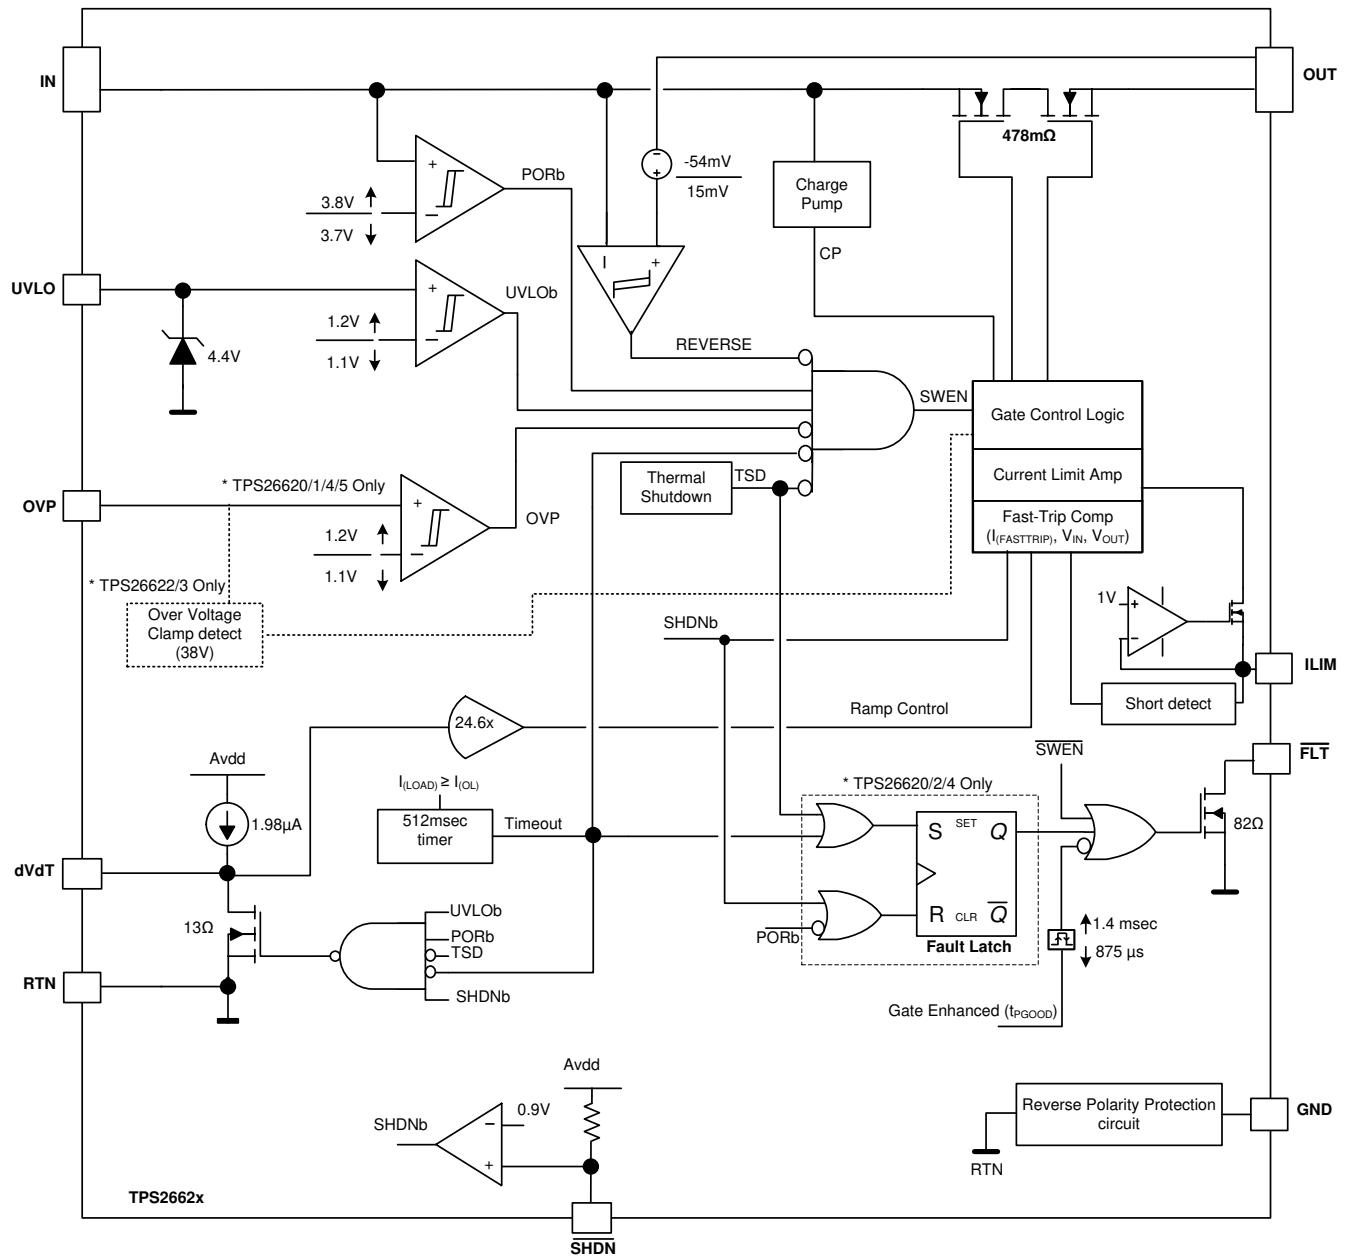 IN
OUT
478mΩ
-54mV
15mV
Charge
Pump
CP
PORb
+
−
3.8V
3.7V
UVLO
UVLOb
+
−
1.2V
1.1V
4.4V
+
REVERSE
SWEN
Gate Control Logic
Current Limit Amp
Fast-Trip Comp
(I(FASTTRIP), VIN, VOUT)
Thermal
Shutdown
TSD
OVP
* TPS26620/1/4/5 Only
+
−
OVP
1.2V
1.1V
* TPS26622/3 Only
Over Voltage
Clamp detect
(38V)
1V
+
−
SHDNb
ILIM
Short detect
24.6x
Ramp Control
Avdd
1.98µA
I(LOAD) ≥ I(OL)
512msec
timer
Timeout
SWEN
FLT
* TPS26620/2/4 Only
82Ω
S SET Q
R CLR Q
Fault Latch
PORb
1.4 msec
875 µs
Gate Enhanced (tPGOOD)
dVdT
13Ω
UVLOb
PORb
TSD
SHDNb
RTN
Avdd
0.9V
−
+
SHDNb
Reverse Polarity Protection
circuit
GND
RTN
TPS2662x
SHDN